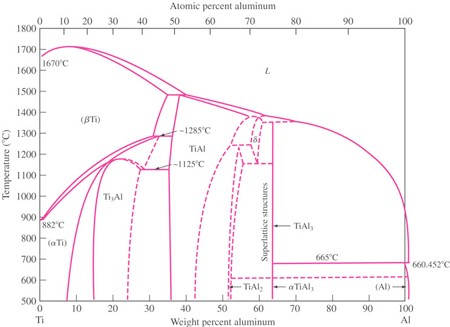 Atomic percent aluminum
0 10 20 30 40 50 60 70 80 90 100
1800
1700
1600
1500
1400
1300
1200
1100
1000
900
800
700
600
500
Temperature (°C)
1670°C
L
(βTi)
~1285°C
δ
TiAl
~1125°C
Ti₃Al
Superlattice structures
TiAl₃
882°C
(αTi)
665°C
660.452°C
TiAl₂
αTiAl₃
(Al)
0 10 20 30 40 50 60 70 80 90 100
Ti Weight percent aluminum Al